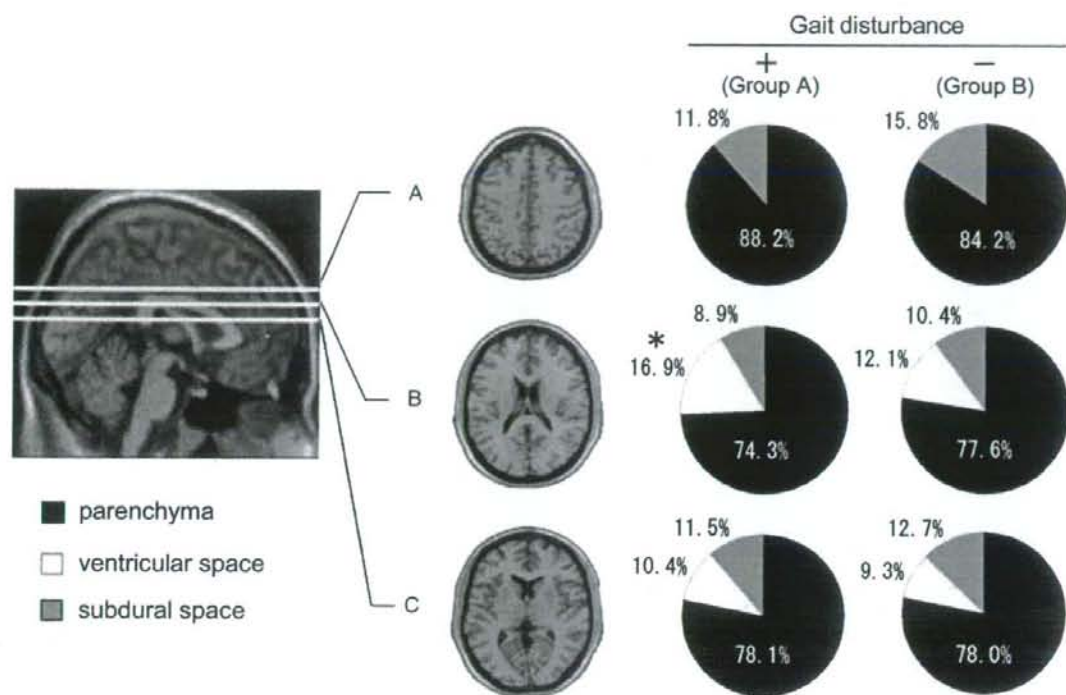 Gait disturbance
+ −
(Group A) (Group B)
A
11.8% 15.8%
88.2% 84.2%
B
* 8.9% 10.4%
16.9% 12.1%
74.3% 77.6%
C
11.5% 12.7%
10.4% 9.3%
78.1% 78.0%
parenchyma
ventricular space
subdural space